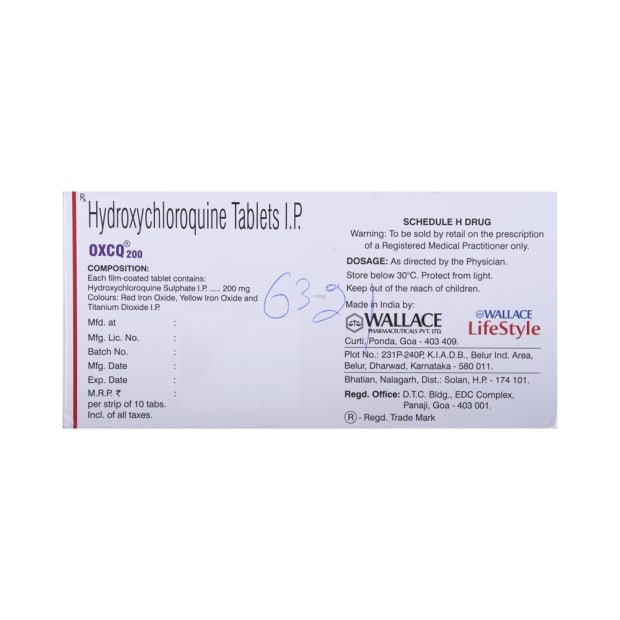 Rx
Hydroxychloroquine Tablets I.P.
OXCQ® 200
COMPOSITION:
Each film-coated tablet contains:
Hydroxychloroquine Sulphate I.P. ..... 200 mg
Colours: Red Iron Oxide, Yellow Iron Oxide and
Titanium Dioxide I.P.
Mfd. at :
Mfg. Lic. No. :
Batch No. :
Mfg. Date :
Exp. Date :
M.R.P. ₹ :
per strip of 10 tabs.
Incl. of all taxes.
632
SCHEDULE H DRUG
Warning: To be sold by retail on the prescription
of a Registered Medical Practitioner only.
DOSAGE: As directed by the Physician.
Store below 30°C. Protect from light.
Keep out of the reach of children.
Made in India by:
WALLACE
PHARMACEUTICALS PVT. LTD.
WALLACE
LifeStyle
Curti, Ponda, Goa - 403 409.
Plot No.: 231P-240P, K.I.A.D.B., Belur Ind. Area,
Belur, Dharwad, Karnataka - 580 011.
Bhatian, Nalagarh, Dist.: Solan, H.P. - 174 101.
Regd. Office: D.T.C. Bldg., EDC Complex,
Panaji, Goa - 403 001.
R - Regd. Trade Mark